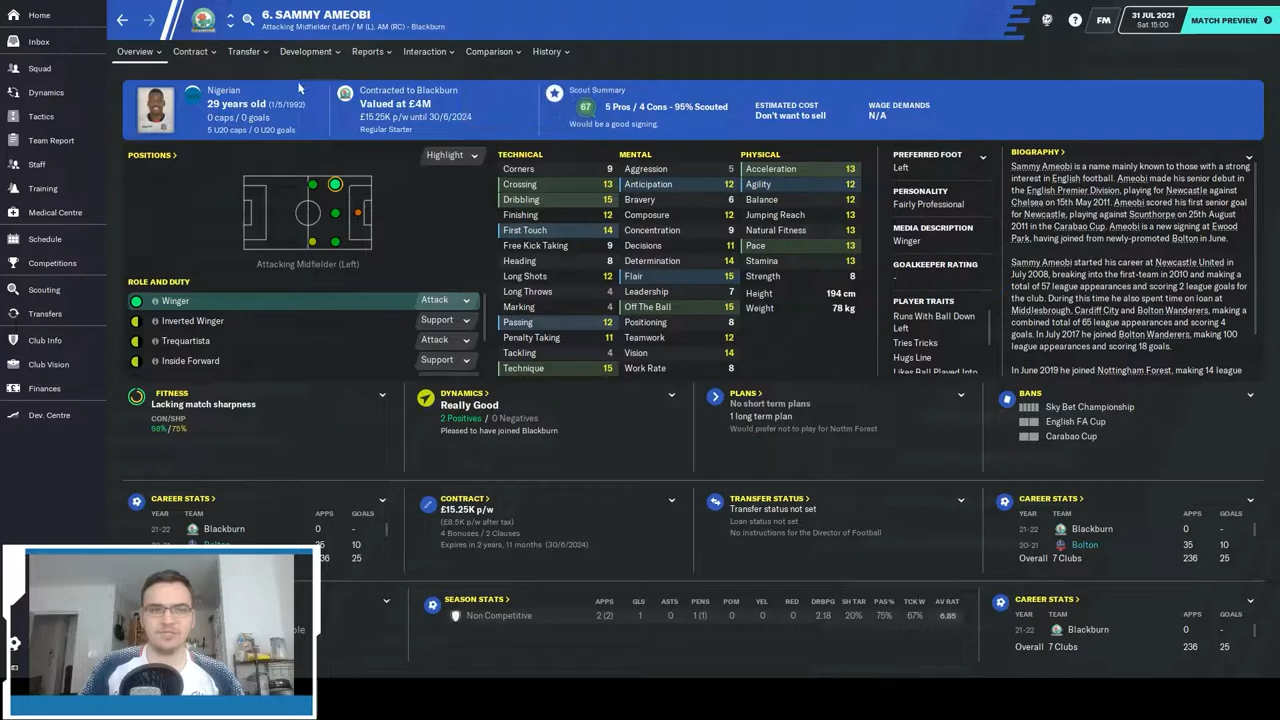 Home
Inbox
Squad
Dynamics
Tactics
Team Report
Staff
Training
Medical Centre
Schedule
Competitions
Scouting
Transfers
Club Info
Club Vision
Finances
Dev. Centre
6. SAMMY AMEOBI
Attacking Midfielder (Left) / M (L), AM (RC) - Blackburn
FM
31 JUL 2021
Sat 15:00
MATCH PREVIEW
Overview
Contract
Transfer
Development
Reports
Interaction
Comparison
History
Nigerian
29 years old (1/5/1992)
0 caps / 0 goals
5 U20 caps / 0 U20 goals
Contracted to Blackburn
Valued at £4M
£15.25K p/w until 30/6/2024
Regular Starter
Scout Summary
67
5 Pros / 4 Cons - 95% Scouted
Would be a good signing.
ESTIMATED COST
Don't want to sell
WAGE DEMANDS
N/A
POSITIONS
Highlight
Attacking Midfielder (Left)
ROLE AND DUTY
Winger Attack
Inverted Winger Support
Trequartista Attack
Inside Forward Support
TECHNICAL
Corners 9
Crossing 13
Dribbling 15
Finishing 12
First Touch 14
Free Kick Taking 9
Heading 8
Long Shots 12
Long Throws 4
Marking 4
Passing 12
Penalty Taking 11
Tackling 4
Technique 15
MENTAL
Aggression 5
Anticipation 12
Bravery 6
Composure 12
Concentration 9
Decisions 11
Determination 14
Flair 15
Leadership 7
Off The Ball 15
Positioning 8
Teamwork 12
Vision 14
Work Rate 8
PHYSICAL
Acceleration 13
Agility 12
Balance 12
Jumping Reach 13
Natural Fitness 13
Pace 13
Stamina 13
Strength 8
Height 194 cm
Weight 78 kg
PREFERRED FOOT
Left
PERSONALITY
Fairly Professional
MEDIA DESCRIPTION
Winger
GOALKEEPER RATING
-
PLAYER TRAITS
Runs With Ball Down
Left
Tries Tricks
Hugs Line
Likes Ball Played Into
BIOGRAPHY
Sammy Ameobi is a name mainly known to those with a strong
interest in English football. Ameobi made his senior debut in
the English Premier Division, playing for Newcastle against
Chelsea on 15th May 2011. Ameobi scored his first senior goal
for Newcastle, playing against Scunthorpe on 25th August
2011 in the Carabao Cup. Ameobi is a new signing at Ewood
Park, having joined from newly-promoted Bolton in June.
Sammy Ameobi started his career at Newcastle United in
July 2008, breaking into the first-team in 2010 and making a
total of 57 league appearances and scoring 2 league goals for
the club. During this time he also spent time on loan at
Middlesbrough, Cardiff City and Bolton Wanderers, making a
combined total of 65 league appearances and scoring 4
goals. In July 2017 he joined Bolton Wanderers, making 100
league appearances and scoring 18 goals.
In June 2019 he joined Nottingham Forest, making 14 league
FITNESS
Lacking match sharpness
CON/SHP
98%/75%
DYNAMICS
Really Good
2 Positives / 0 Negatives
Pleased to have joined Blackburn
PLANS
No short term plans
1 long term plan
Would prefer not to play for Nottm Forest
BANS
Sky Bet Championship
English FA Cup
Carabao Cup
CAREER STATS
YEAR TEAM APPS GOALS
21-22 Blackburn 0 -
20-21 Bolton 35 10
236 25
CONTRACT
£15.25K p/w
(£8.5K p/w after tax)
4 Bonuses / 2 Clauses
Expires in 2 years, 11 months (30/6/2024)
TRANSFER STATUS
Transfer status not set
Loan status not set
No instructions for the Director of Football
CAREER STATS
YEAR TEAM APPS GOALS
21-22 Blackburn 0 -
20-21 Bolton 35 10
Overall 7 Clubs 236 25
SEASON STATS APPS GLS ASTS PENS POM YEL RED DRBPG SH TAR PAS% TCK W AV RAT
Non Competitive 2 (2) 1 0 1 (1) 0 0 0 2.18 20% 75% 67% 6.85
CAREER STATS
YEAR TEAM APPS GOALS
21-22 Blackburn 0 -
Overall 7 Clubs 236 25